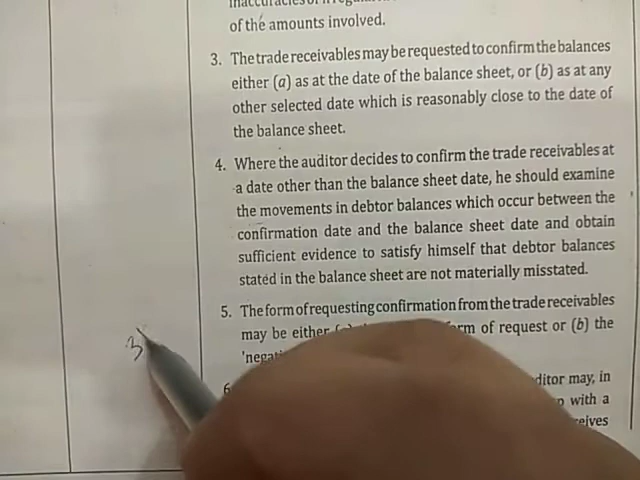 of the amounts involved.
3. The trade receivables may be requested to confirm the balances
either (a) as at the date of the balance sheet, or (b) as at any
other selected date which is reasonably close to the date of
the balance sheet.
4. Where the auditor decides to confirm the trade receivables at
a date other than the balance sheet date, he should examine
the movements in debtor balances which occur between the
confirmation date and the balance sheet date and obtain
sufficient evidence to satisfy himself that debtor balances
stated in the balance sheet are not materially misstated.
5. The form of requesting confirmation from the trade receivables
may be either of request or (b) the
6
3
may, in
with a